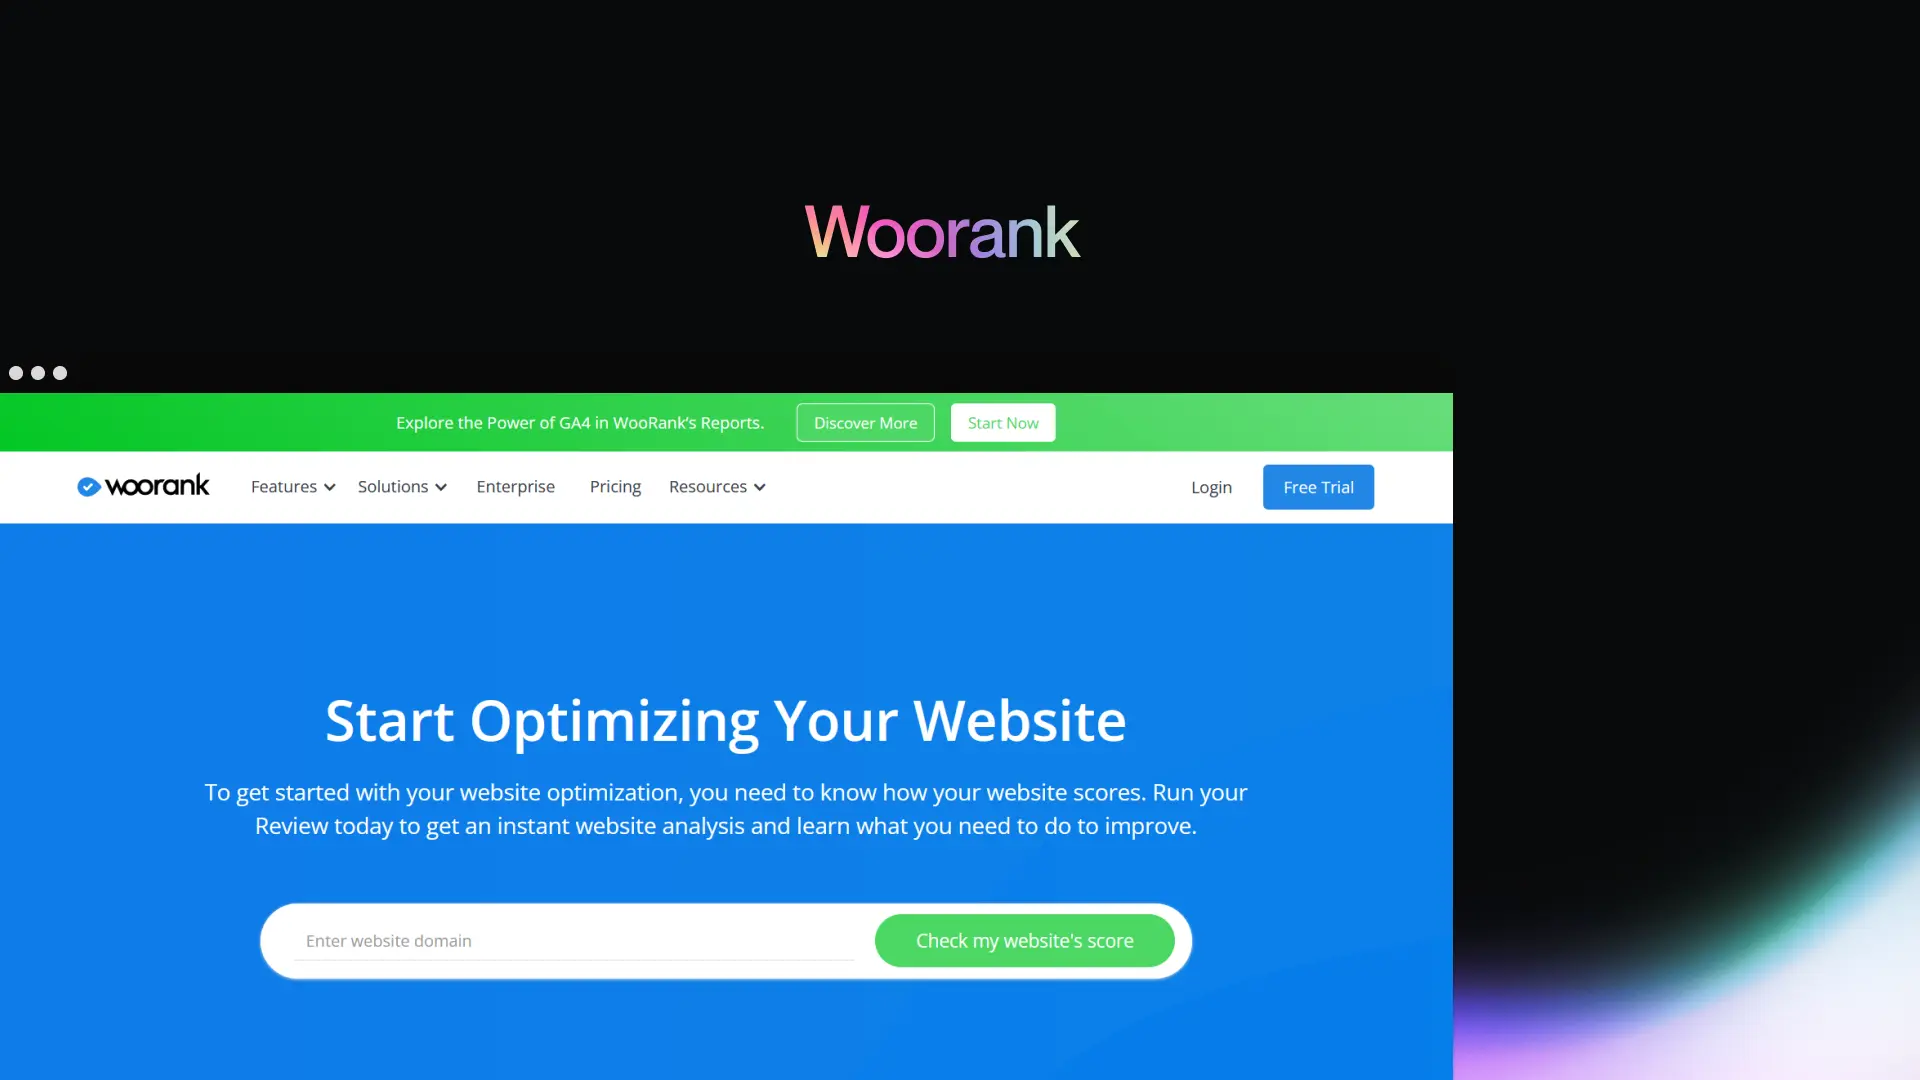 Woorank
Explore the Power of GA4 in WooRank's Reports. Discover More Start Now
woorank Features Solutions Enterprise Pricing Resources Login Free Trial
Start Optimizing Your Website
To get started with your website optimization, you need to know how your website scores. Run your
Review today to get an instant website analysis and learn what you need to do to improve.
Enter website domain Check my website's score